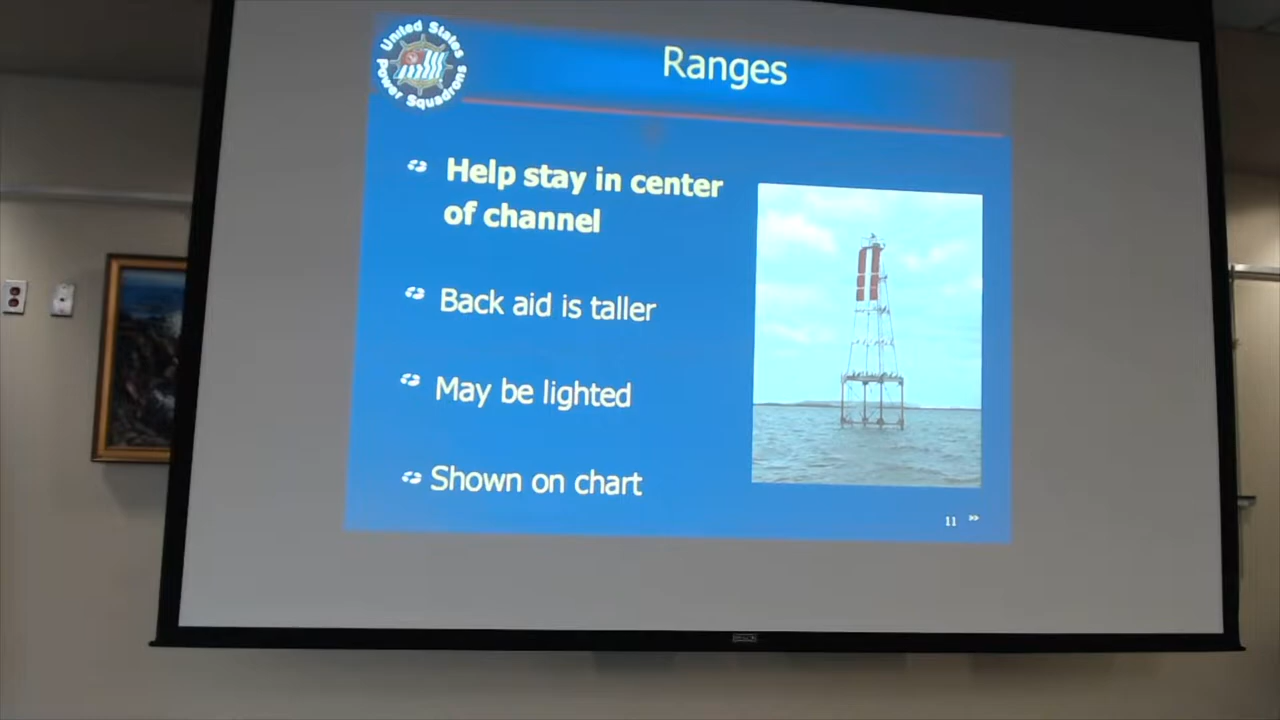 United States
Power Squadrons
Ranges
Help stay in center
of channel
Back aid is taller
May be lighted
Shown on chart
11 »